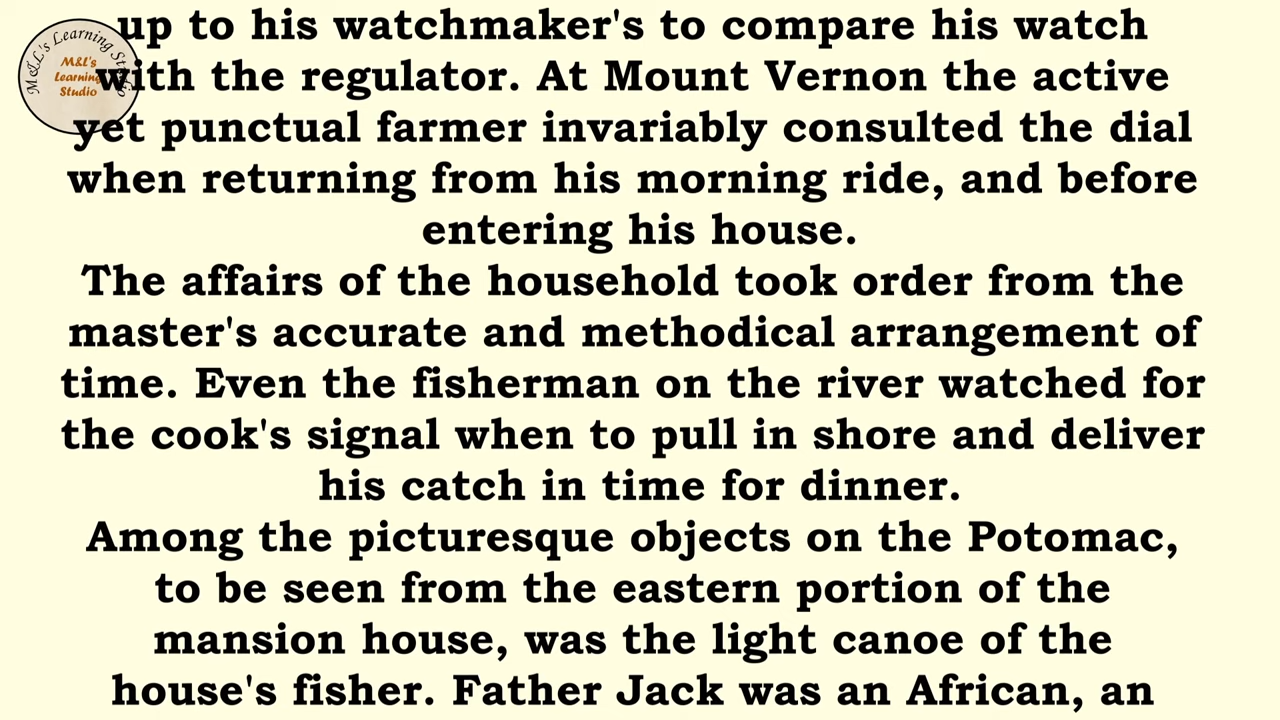 up to his watchmaker's to compare his watch
with the regulator. At Mount Vernon the active
yet punctual farmer invariably consulted the dial
when returning from his morning ride, and before
entering his house.
The affairs of the household took order from the
master's accurate and methodical arrangement of
time. Even the fisherman on the river watched for
the cook's signal when to pull in shore and deliver
his catch in time for dinner.
Among the picturesque objects on the Potomac,
to be seen from the eastern portion of the
mansion house, was the light canoe of the
house's fisher. Father Jack was an African, an
M&L's Learning Studio
M&L's
Learning
Studio